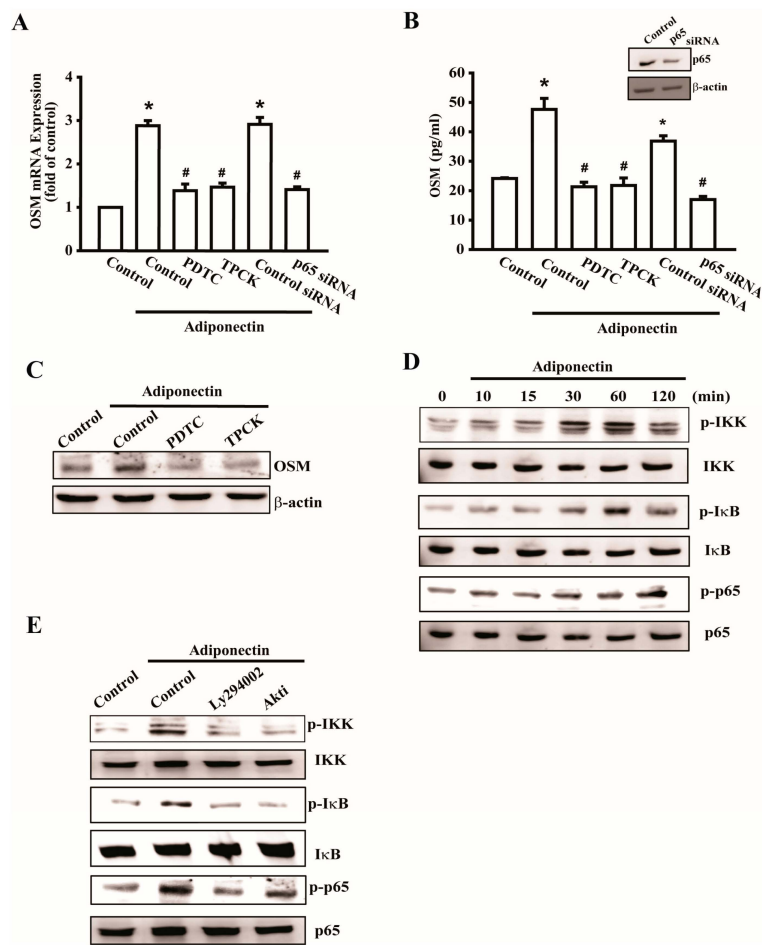 A
OSM mRNA Expression
(fold of control)
4
3
2
1
0
*
#
#
*
#
Control
Control
PDTC
TPCK
Control siRNA
p65 siRNA
Adiponectin
B
Control
p65
siRNA
p65
β-actin
OSM (pg/ml)
60
50
40
30
20
10
0
*
#
#
*
#
Control
Control
PDTC
TPCK
Control siRNA
p65 siRNA
Adiponectin
C
Adiponectin
Control
Control
PDTC
TPCK
OSM
β-actin
D
Adiponectin
0 10 15 30 60 120 (min)
p-IKK
IKK
p-IκB
IκB
p-p65
p65
E
Adiponectin
Control
Control
Ly294002
Akti
p-IKK
IKK
p-IκB
IκB
p-p65
p65